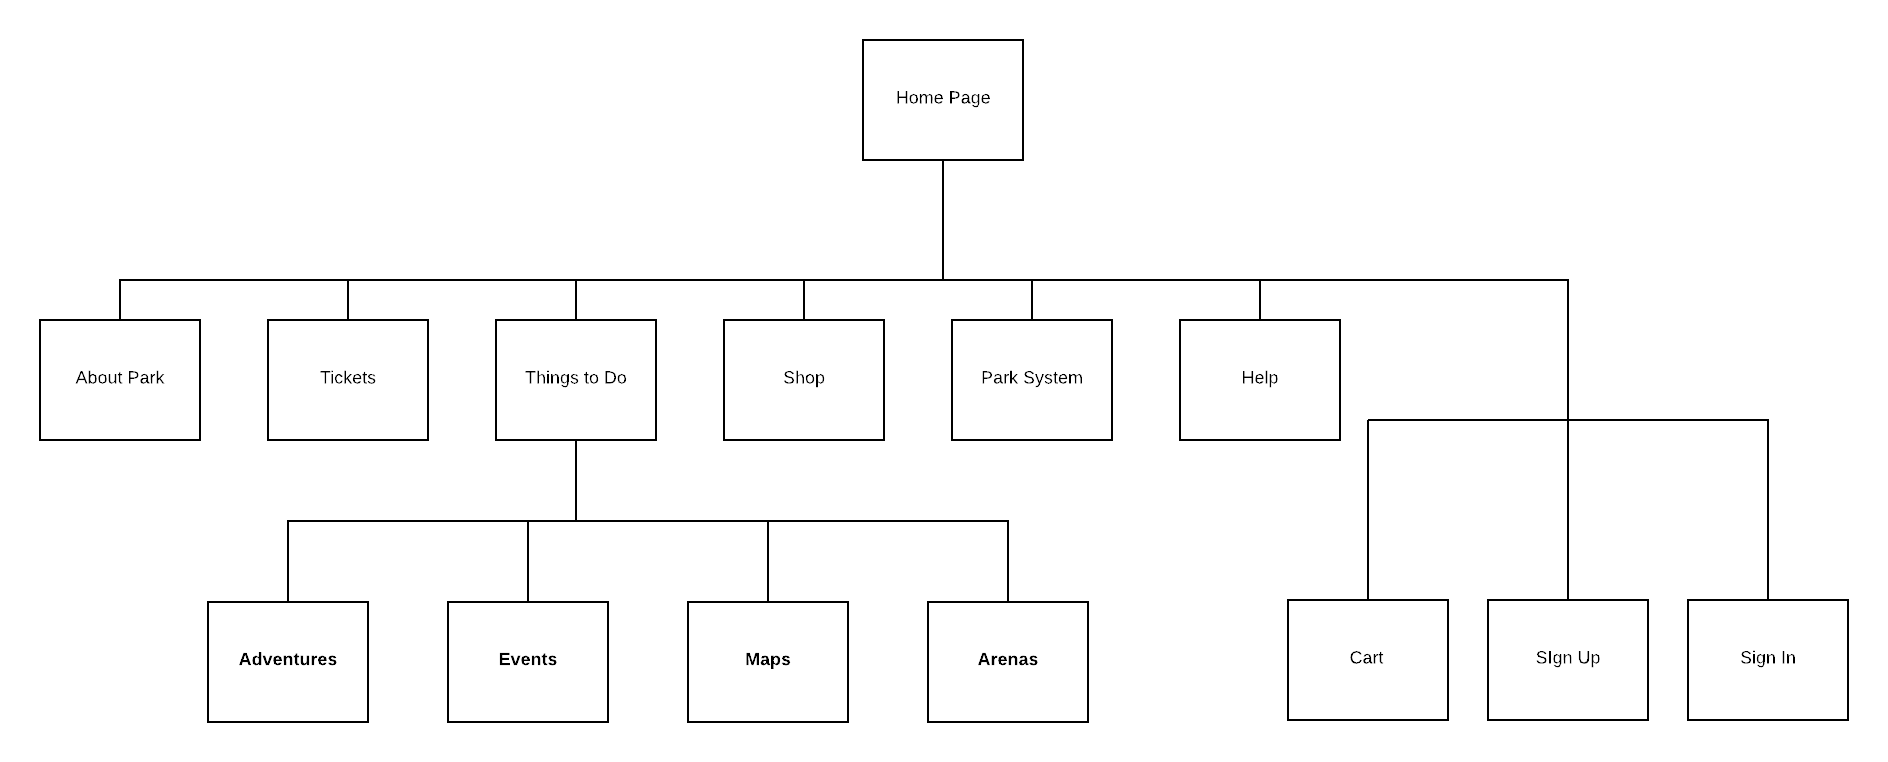 Home Page
About Park
Tickets
Things to Do
Shop
Park System
Help
Adventures
Events
Maps
Arenas
Cart
SIgn Up
Sign In